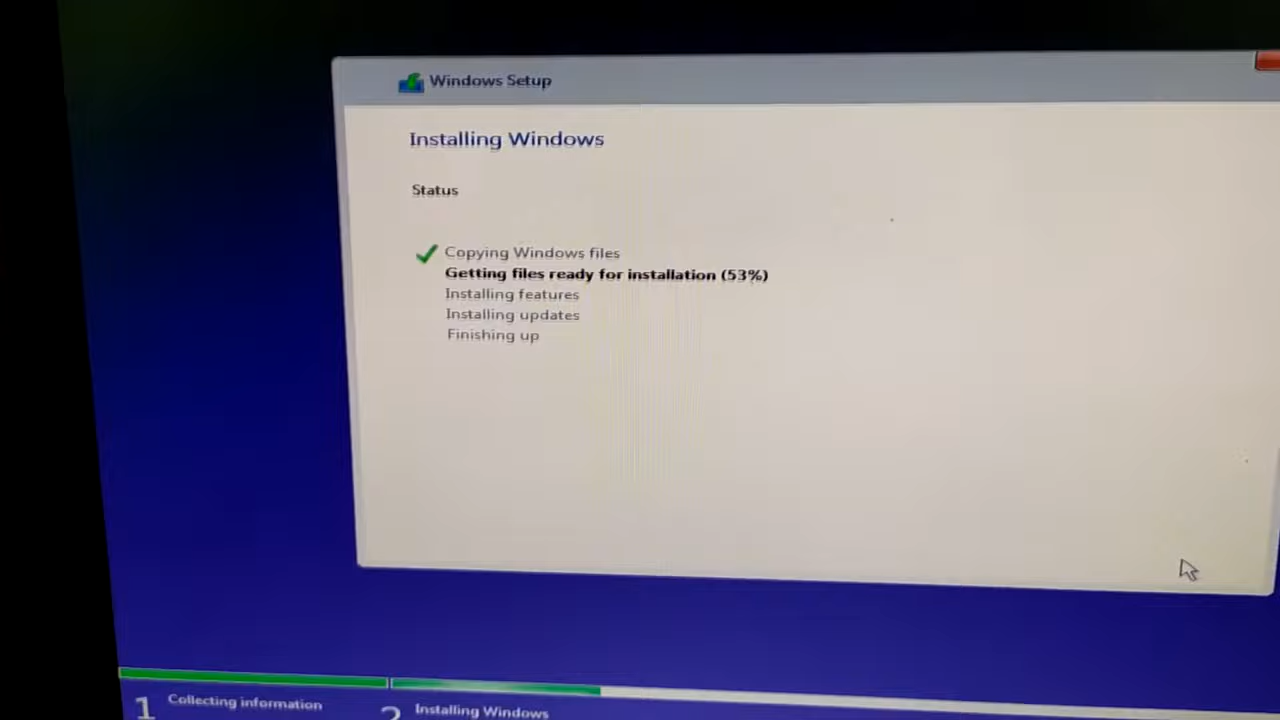 Windows Setup
Installing Windows
Status
Copying Windows files
Getting files ready for installation (53%)
Installing features
Installing updates
Finishing up
1 Collecting information
2 Installing Windows